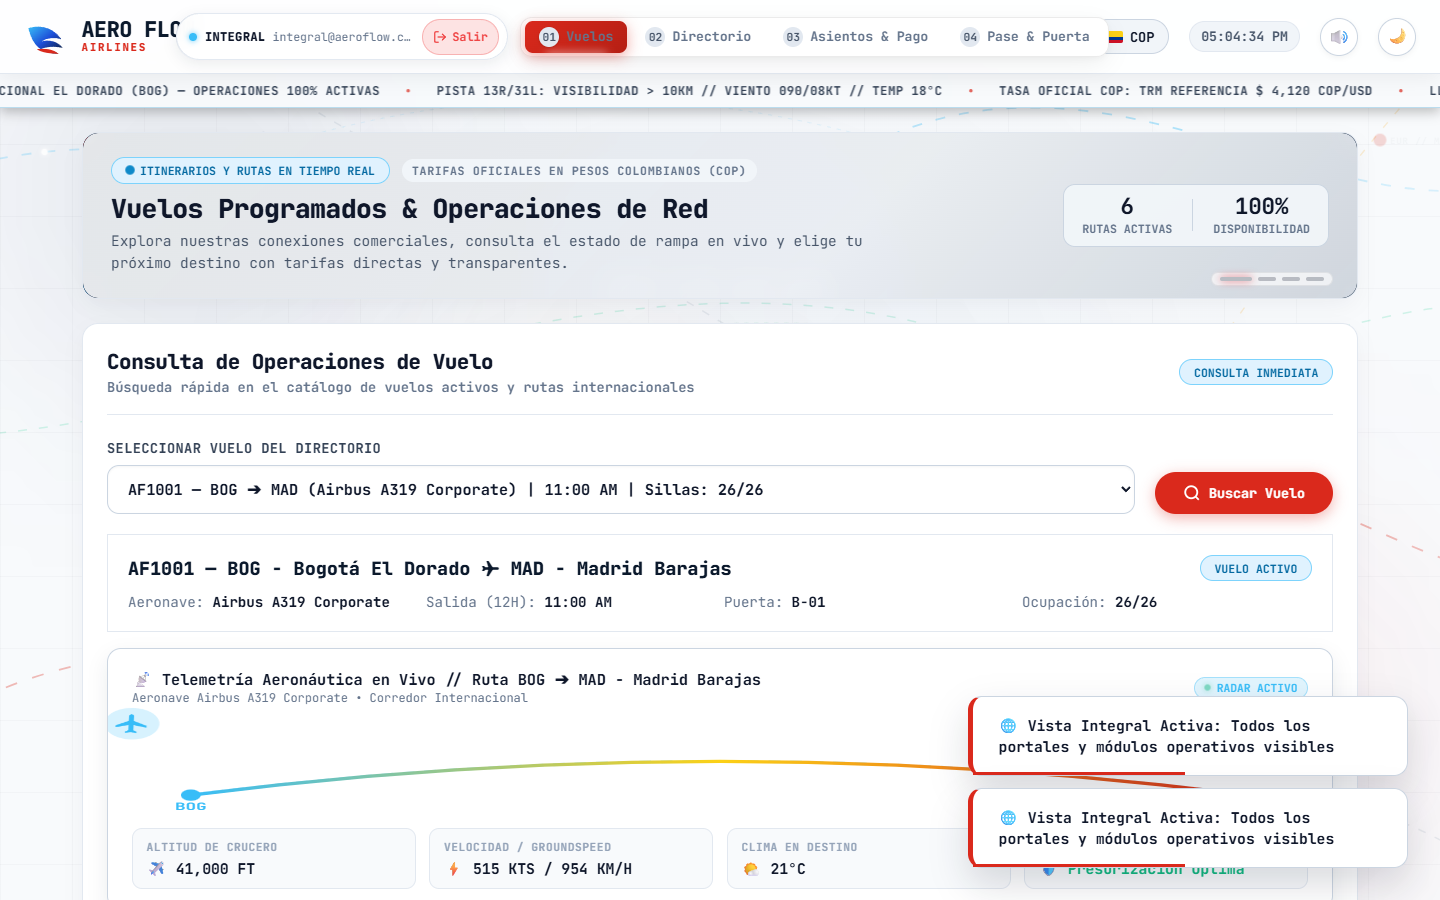 AERO FLO
AIRLINES
INTEGRAL integral@aeroflow.c… Salir
01 Vuelos
02 Directorio
03 Asientos & Pago
04 Pase & Puerta
COP
05:04:34 PM
CIONAL EL DORADO (BOG) — OPERACIONES 100% ACTIVAS • PISTA 13R/31L: VISIBILIDAD > 10KM // VIENTO 090/08KT // TEMP 18°C • TASA OFICIAL COP: TRM REFERENCIA $ 4,120 COP/USD •
ITINERARIOS Y RUTAS EN TIEMPO REAL
TARIFAS OFICIALES EN PESOS COLOMBIANOS (COP)
Vuelos Programados & Operaciones de Red
Explora nuestras conexiones comerciales, consulta el estado de rampa en vivo y elige tu
próximo destino con tarifas directas y transparentes.
6
RUTAS ACTIVAS
100%
DISPONIBILIDAD
Consulta de Operaciones de Vuelo
Búsqueda rápida en el catálogo de vuelos activos y rutas internacionales
CONSULTA INMEDIATA
SELECCIONAR VUELO DEL DIRECTORIO
AF1001 — BOG ➔ MAD (Airbus A319 Corporate) | 11:00 AM | Sillas: 26/26
Buscar Vuelo
AF1001 — BOG - Bogotá El Dorado ✈ MAD - Madrid Barajas
VUELO ACTIVO
Aeronave: Airbus A319 Corporate
Salida (12H): 11:00 AM
Puerta: B-01
Ocupación: 26/26
Telemetría Aeronáutica en Vivo // Ruta BOG ➔ MAD - Madrid Barajas
Aeronave Airbus A319 Corporate • Corredor Internacional
RADAR ACTIVO
BOG
ALTITUD DE CRUCERO
41,000 FT
VELOCIDAD / GROUNDSPEED
515 KTS / 954 KM/H
CLIMA EN DESTINO
21°C
Presurización Óptima
Vista Integral Activa: Todos los
portales y módulos operativos visibles
Vista Integral Activa: Todos los
portales y módulos operativos visibles